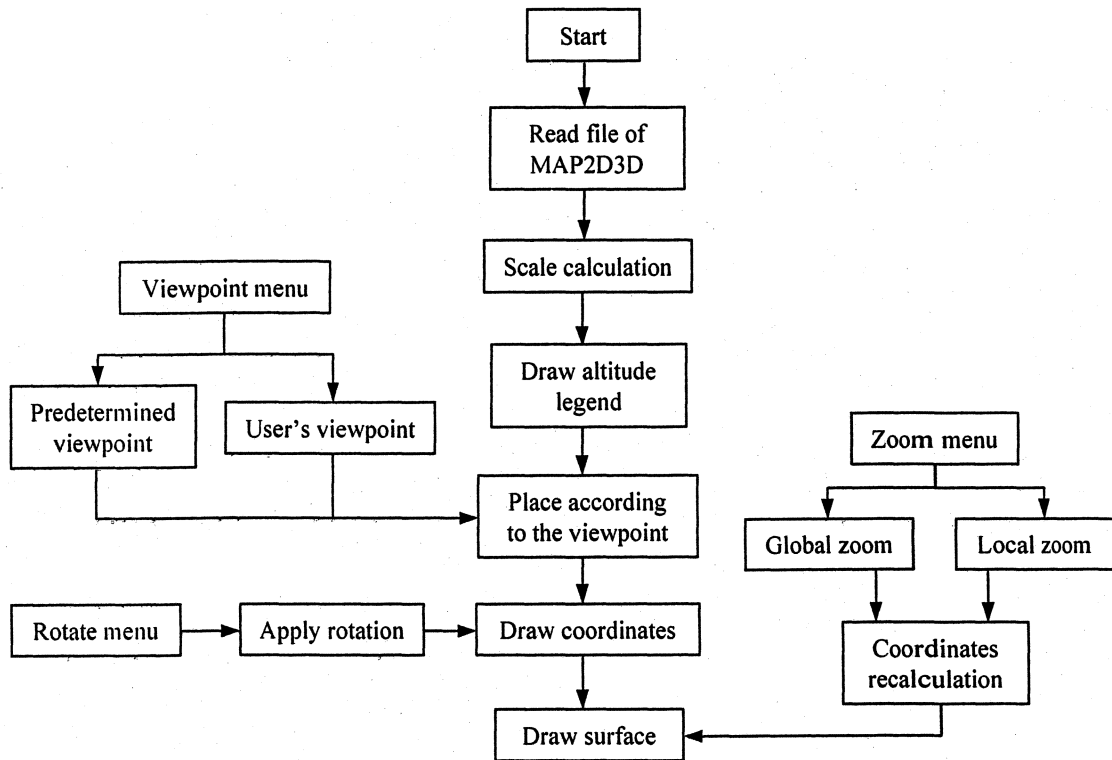 Start
Read file of
MAP2D3D
Scale calculation
Viewpoint menu
Draw altitude
legend
Predetermined
viewpoint
User's viewpoint
Zoom menu
Place according
to the viewpoint
Global zoom
Local zoom
Rotate menu
Apply rotation
Draw coordinates
Coordinates
recalculation
Draw surface